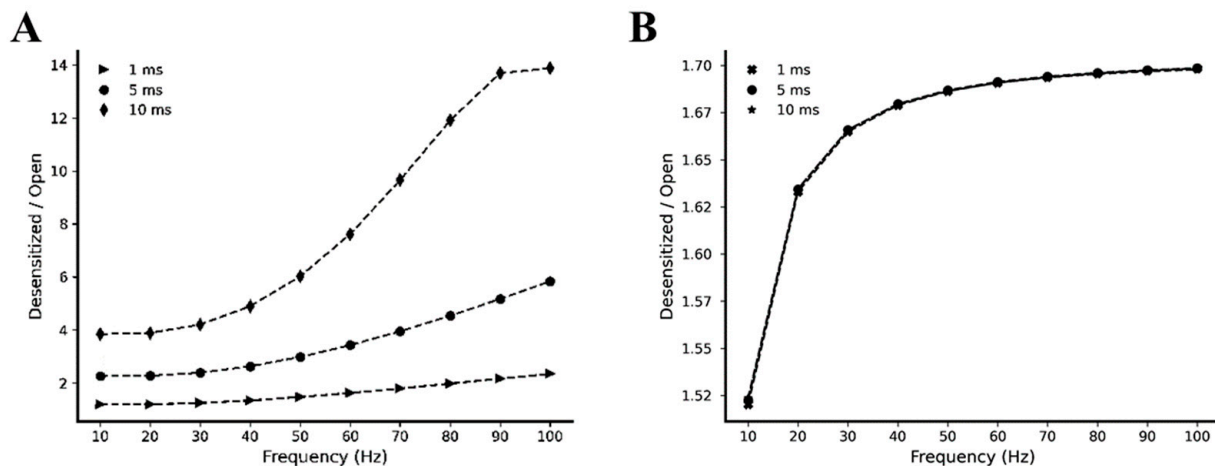 A
Desensitized / Open
14
12
10
8
6
4
2
1 ms
5 ms
10 ms
10 20 30 40 50 60 70 80 90 100
Frequency (Hz)
B
Desensitized / Open
1.70
1.67
1.65
1.62
1.60
1.57
1.55
1.52
1 ms
5 ms
10 ms
10 20 30 40 50 60 70 80 90 100
Frequency (Hz)